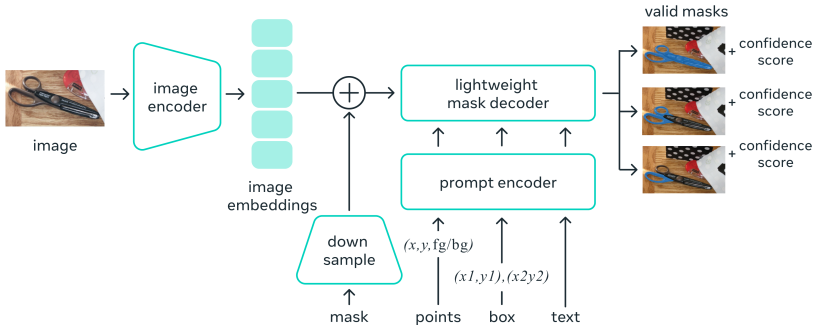 valid masks
confidence
score
+
image
encoder
lightweight
mask decoder
confidence
score
+
image
confidence
score
+
prompt encoder
image
embeddings
down
sample
(x,y,fg/bg)
(x1,y1),(x2y2)
mask
points
box
text